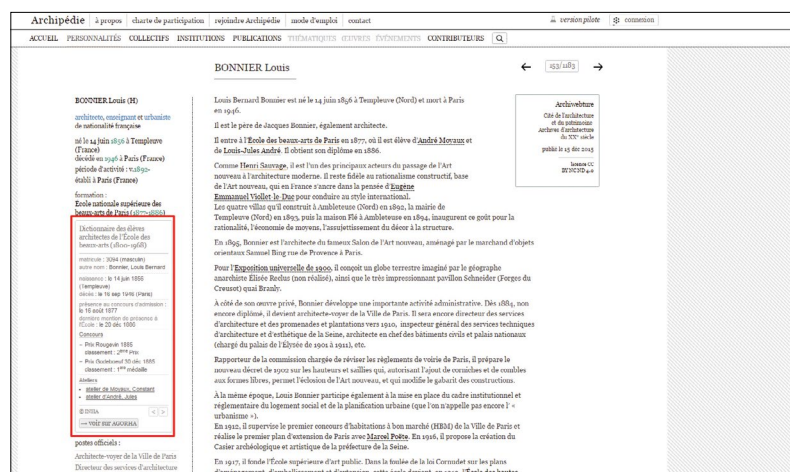 Archipédie
à propos
charte de participation
rejoindre Archipédie
mode d'emploi
contact
version pilote
connexion
ACCUEIL PERSONNALITÉS COLLECTIFS INSTITUTIONS PUBLICATIONS THÉMATIQUES ŒUVRES ÉVÉNEMENTS CONTRIBUTEURS
BONNIER Louis
← 153/1183 →
BONNIER Louis (H)
architecte, enseignant et urbaniste
de nationalité française
né le 14 juin 1856 à Templeuve
(France)
décédé en 1946 à Paris (France)
période d'activité : v.1890-
établi à Paris (France)
formation :
École nationale supérieure des
beaux-arts de Paris (1877-1886)
Dictionnaire des élèves
architectes de l'École des
beaux-arts (1800-1968)
matricule : 3094 (masculin)
autre nom : Bonnier, Louis Bernard
naissance : le 14 juin 1856
(Templeuve)
décès : le 16 sep 1946 (Paris)
présence au concours d'admission :
le 16 août 1877
dernière mention de présence à
l'École : le 20 déc 1886
Concours
– Prix Rougevin 1885
classement : 2ème Prix
– Prix Godeboeuf 30 déc 1885
classement : 1ère médaille
Ateliers
• atelier de Moyaux, Constant
• atelier d'André, Jules
© INHA
< >
→ voir sur AGORHA
postes officiels :
Architecte-voyer de la Ville de Paris
Directeur des services d'architecture
Louis Bernard Bonnier est né le 14 juin 1856 à Templeuve (Nord) et mort à Paris
en 1946.
Il est le père de Jacques Bonnier, également architecte.
Il entre à l'École des beaux-arts de Paris en 1877, où il est élève d'André Moyaux et
de Louis-Jules André. Il obtient son diplôme en 1886.
Comme Henri Sauvage, il est l'un des principaux acteurs du passage de l'Art
nouveau à l'architecture moderne. Il reste fidèle au rationalisme constructif, base
de l'Art nouveau, qui en France s'ancre dans la pensée d'Eugène
Emmanuel Viollet-le-Duc pour conduire au style international.
Les quatre villas qu'il construit à Ambleteuse en 1892, la mairie de
Templeuve (Nord) en 1893, puis la maison Flé à Ambleteuse en 1894, inaugurent ce goût pour la
rationalité, l'économie de moyens, l'assujettissement du décor à la structure.
En 1895, Bonnier est l'architecte du fameux Salon de l'Art nouveau, aménagé par le marchand d'objets
orientaux Samuel Bing rue de Provence à Paris.
Pour l'Exposition universelle de 1900, il conçoit un globe terrestre imaginé par le géographe
anarchiste Élisée Reclus (non réalisé), ainsi que le très impressionnant pavillon Schneider (Forges du
Creusot) quai Branly.
À côté de son œuvre privé, Bonnier développe une importante activité administrative. Dès 1884, non
encore diplômé, il devient architecte-voyer de la Ville de Paris. Il sera encore directeur des services
d'architecture et des promenades et plantations vers 1910, inspecteur général des services techniques
d'architecture et d'esthétique de la Seine, architecte en chef des bâtiments civils et palais nationaux
(chargé du palais de l'Élysée de 1901 à 1911), etc.
Rapporteur de la commission chargée de réviser les règlements de voirie de Paris, il prépare le
nouveau décret de 1902 sur les hauteurs et saillies qui, autorisant l'ajout de corniches et de combles
aux formes libres, permet l'éclosion de l'Art nouveau, et qui modifie le gabarit des constructions.
À la même époque, Louis Bonnier participe également à la mise en place du cadre institutionnel et
réglementaire du logement social et de la planification urbaine (que l'on n'appelle pas encore l' «
urbanisme »).
En 1912, il supervise le premier concours d'habitations à bon marché (HBM) de la Ville de Paris et
réalise le premier plan d'extension de Paris avec Marcel Poëte. En 1916, il propose la création du
Casier archéologique et artistique de la préfecture de la Seine.
En 1917, il fonde l'École supérieure d'art public. Dans la foulée de la loi Cornudet sur les plans
Archiwebture
Cité de l'architecture
et du patrimoine
Archives d'architecture
du XXe siècle
publié le 15 déc 2015
licence CC
BY NC ND 4.0